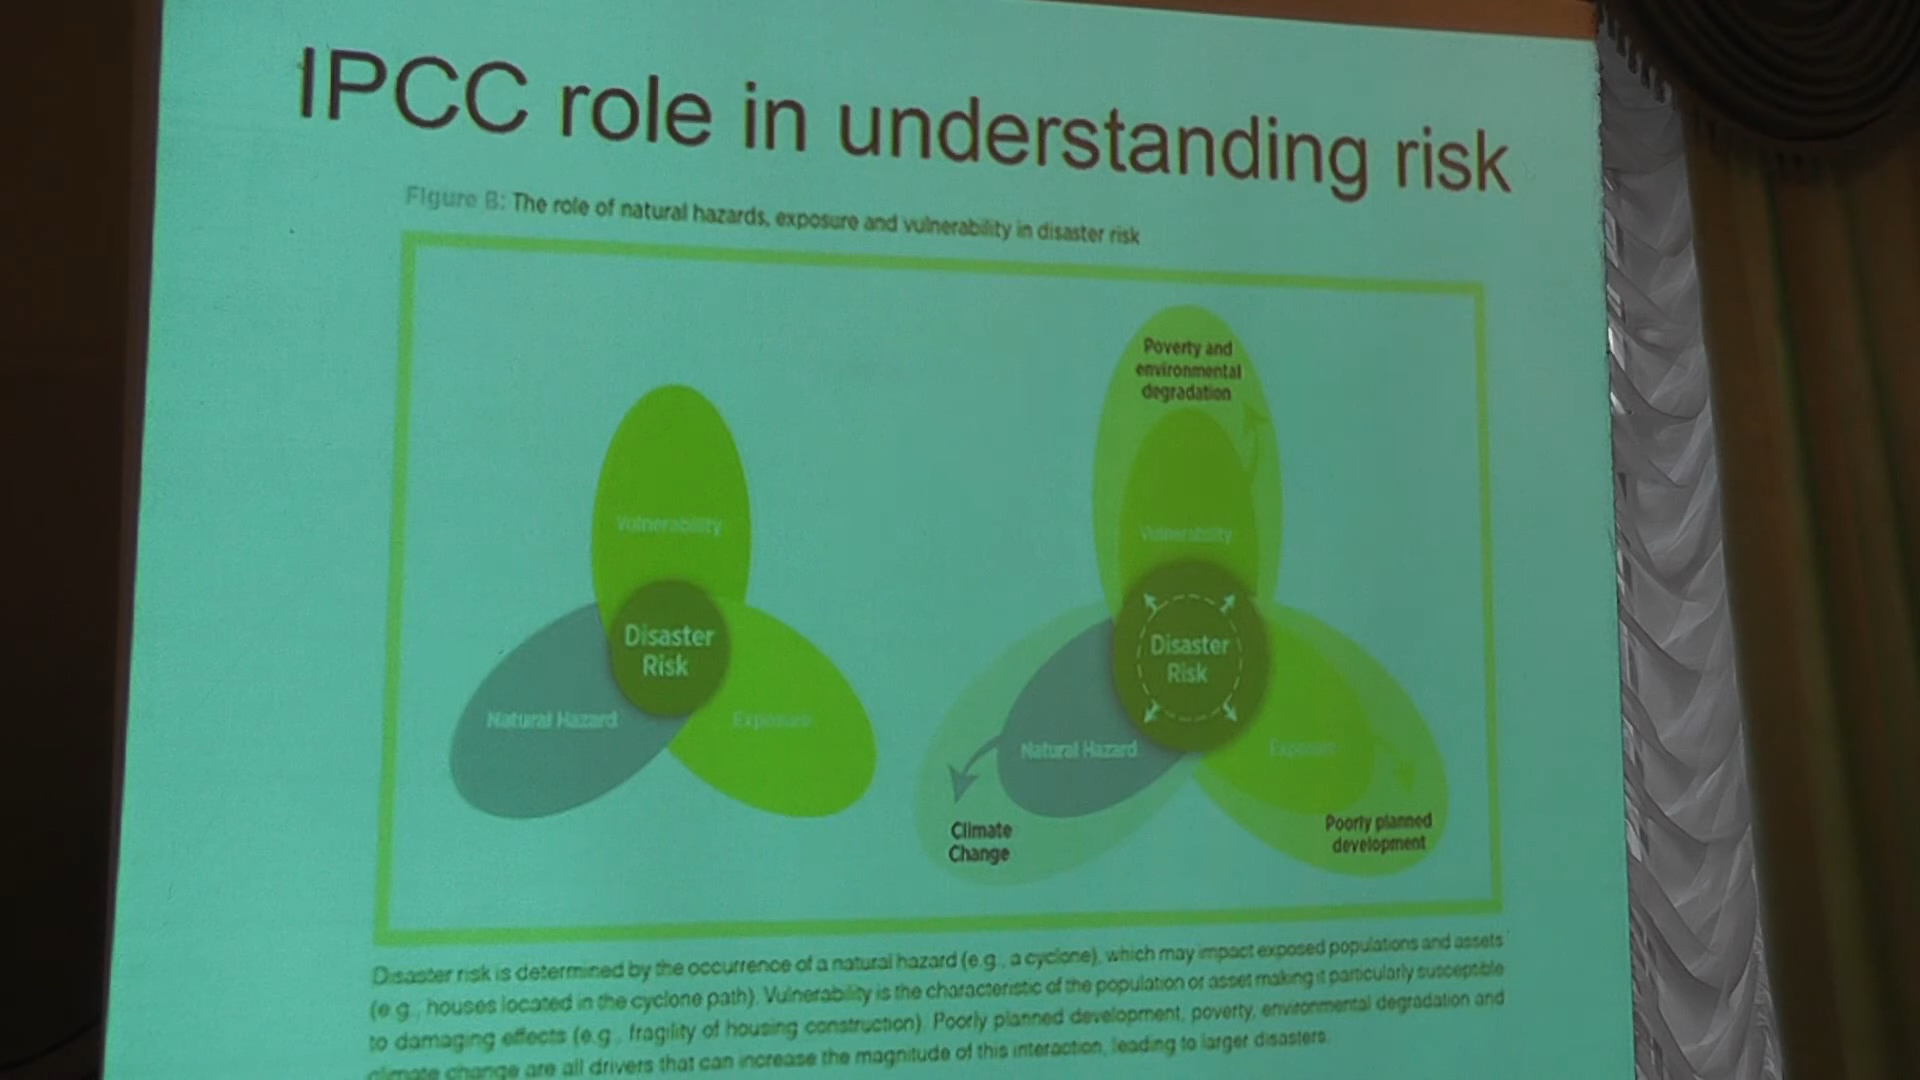 IPCC role in understanding risk
Figure B: The role of natural hazards, exposure and vulnerability in disaster risk
Vulnerability
Disaster
Risk
Natural Hazard
Exposure
Poverty and
environmental
degradation
Vulnerability
Disaster
Risk
Natural Hazard
Exposure
Climate
Change
Poorly planned
development
Disaster risk is determined by the occurrence of a natural hazard (e.g., a cyclone), which may impact exposed populations and assets
(e.g., houses located in the cyclone path). Vulnerability is the characteristic of the population or asset making it particularly susceptible
to damaging effects (e.g., fragility of housing construction). Poorly planned development, poverty, environmental degradation and
climate change are all drivers that can increase the magnitude of this interaction, leading to larger disasters.